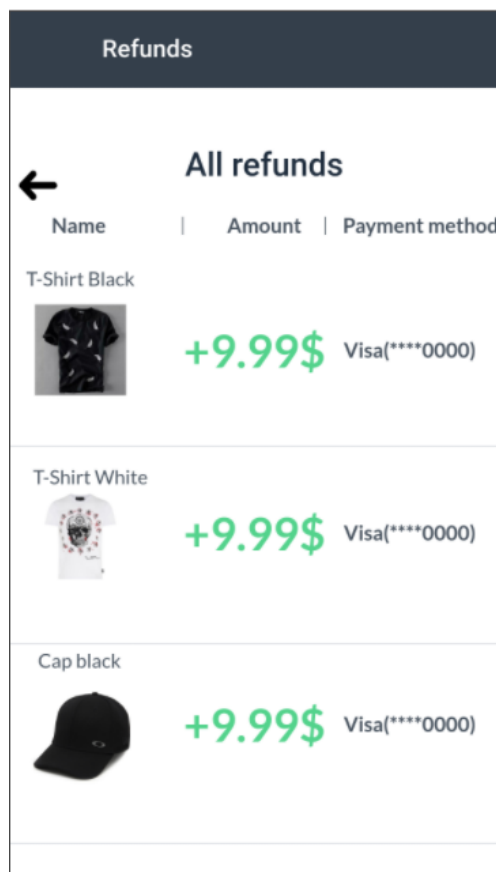 Refunds
All refunds
Name | Amount | Payment method
T-Shirt Black
+9.99$ Visa(****0000)
T-Shirt White
+9.99$ Visa(****0000)
Cap black
+9.99$ Visa(****0000)